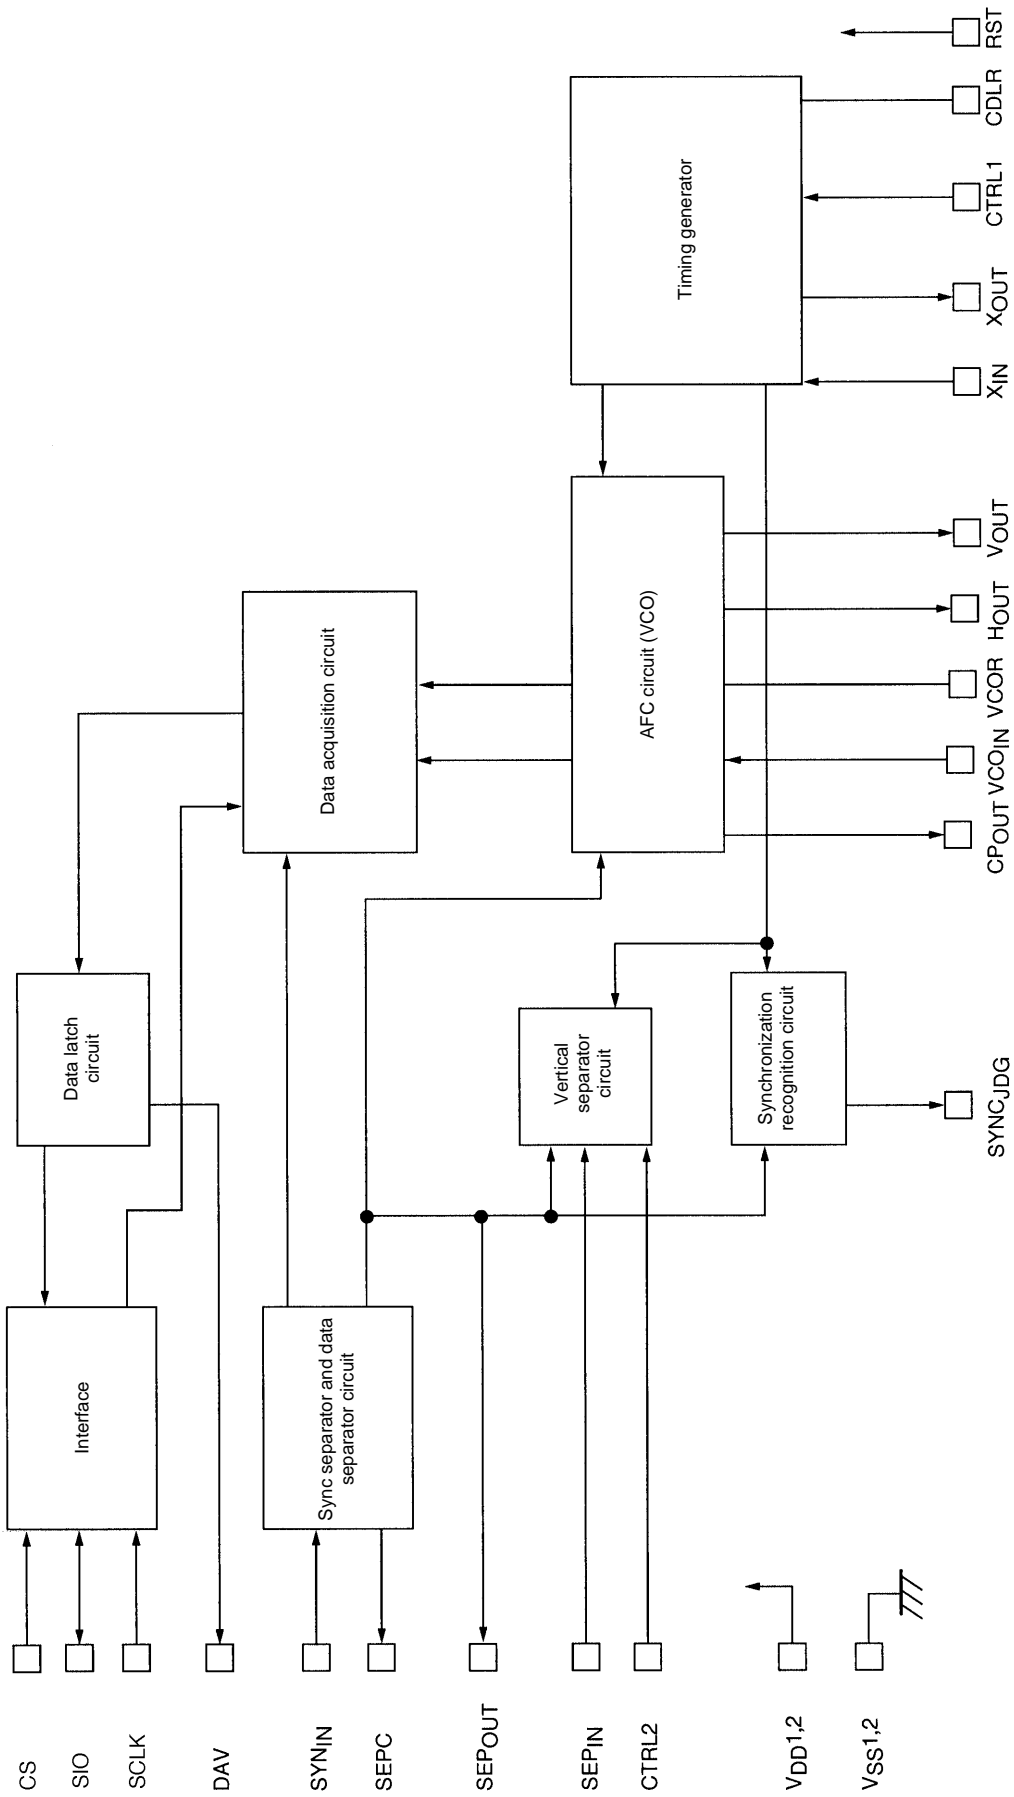 CS
SIO
SCLK
DAV
SYNIN
SEPC
SEPOUT
SEPIN
CTRL2
VDD1,2
VSS1,2
Interface
Sync separator and data
separator circuit
Data latch
circuit
Vertical
separator
circuit
Synchronization
recognition circuit
Data acquisition circuit
AFC circuit (VCO)
Timing generator
SYNCJDG
CPOUT
VCOIN
VCOR
HOUT
VOUT
XIN
XOUT
CTRL1
CDLR
RST